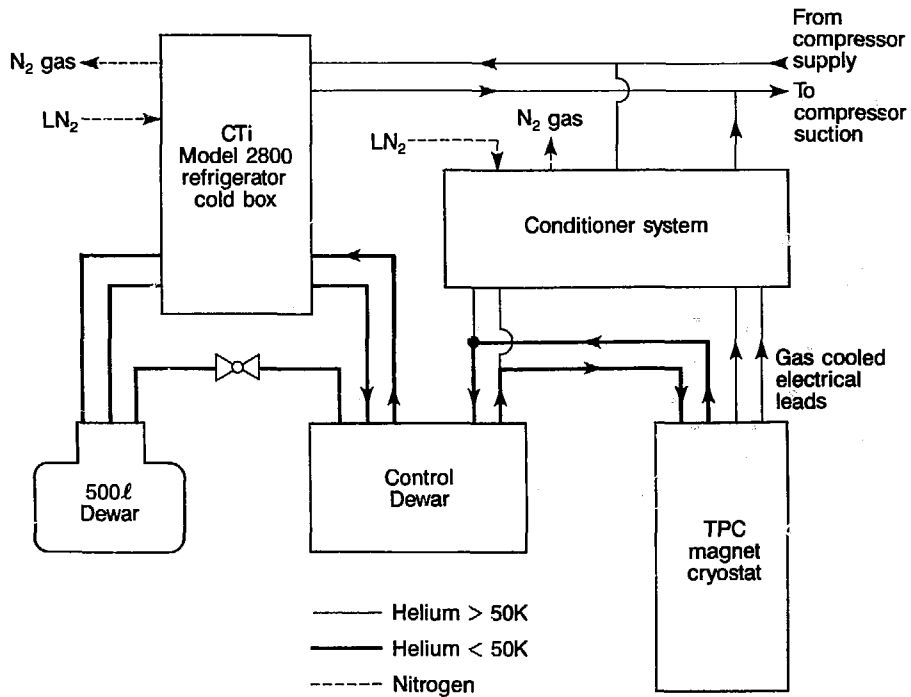 From
compressor
supply
N₂ gas
To
compressor
suction
LN₂
CTi
Model 2800
refrigerator
cold box
N₂ gas
LN₂
Conditioner system
Gas cooled
electrical
leads
500ℓ
Dewar
Control
Dewar
TPC
magnet
cryostat
Helium > 50K
Helium < 50K
Nitrogen